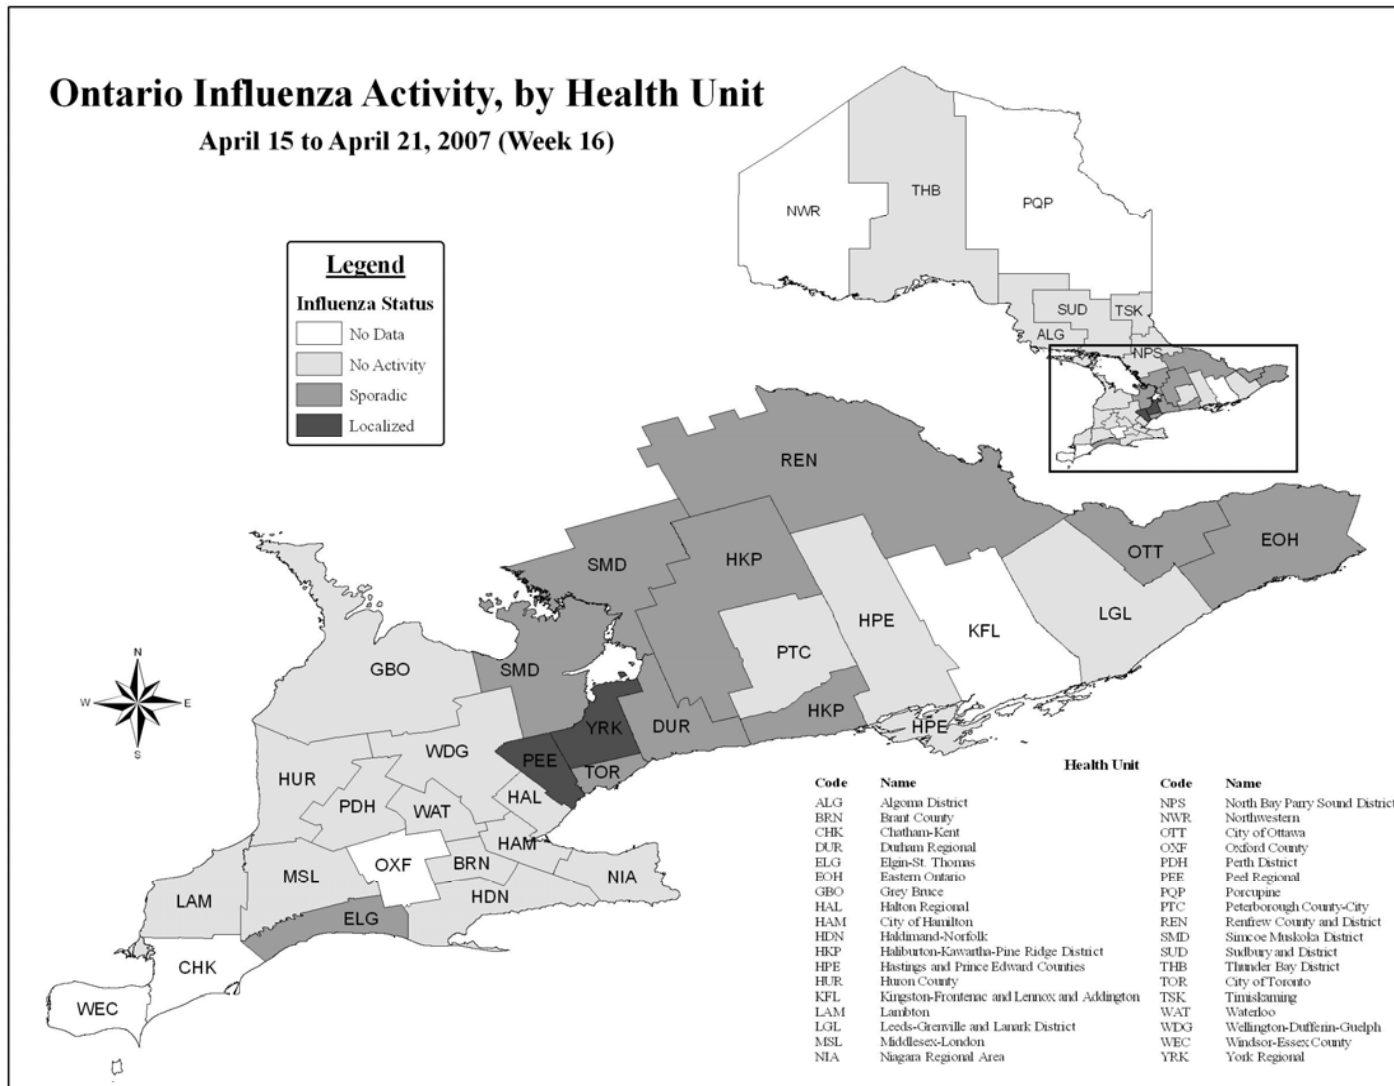 Ontario Influenza Activity, by Health Unit
April 15 to April 21, 2007 (Week 16)
Legend
Influenza Status
No Data
No Activity
Sporadic
Localized
NWR
THB
PQP
SUD
TSK
ALG
NPS
REN
SMD
HKP
OTT
EOH
HPE
KFL
LGL
PTC
GBO
SMD
YRK
DUR
HKP
HPE
WDG
PEE
TOR
HUR
PDH
WAT
HAL
HAM
OXF
BRN
MSL
NIA
LAM
HDN
ELG
CHK
WEC
N
W
E
S
Health Unit
Code Name Code Name
ALG Algoma District NPS North Bay Parry Sound District
BRN Brant County NWR Northwestern
CHK Chatham-Kent OTT City of Ottawa
DUR Durham Regional OXF Oxford County
ELG Elgin-St. Thomas PDH Perth District
EOH Eastern Ontario PEE Peel Regional
GBO Grey Bruce PQP Porcupine
HAL Halton Regional PTC Peterborough County-City
HAM City of Hamilton REN Renfrew County and District
HDN Haldimand-Norfolk SMD Simcoe Muskoka District
HKP Haliburton-Kawartha-Pine Ridge District SUD Sudbury and District
HPE Hastings and Prince Edward Counties THB Thunder Bay District
HUR Huron County TOR City of Toronto
KFL Kingston-Frontenac and Lennox and Addington TSK Timiskaming
LAM Lambton WAT Waterloo
LGL Leeds-Grenville and Lanark District WDG Wellington-Dufferin-Guelph
MSL Middlesex-London WEC Windsor-Essex County
NIA Niagara Regional Area YRK York Regional